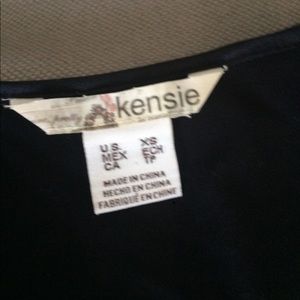 kensie
U.S. XS
MEX ECH
CA TP
MADE IN CHINA
HECHO EN CHINA
FABRIQUÉ EN CHINE